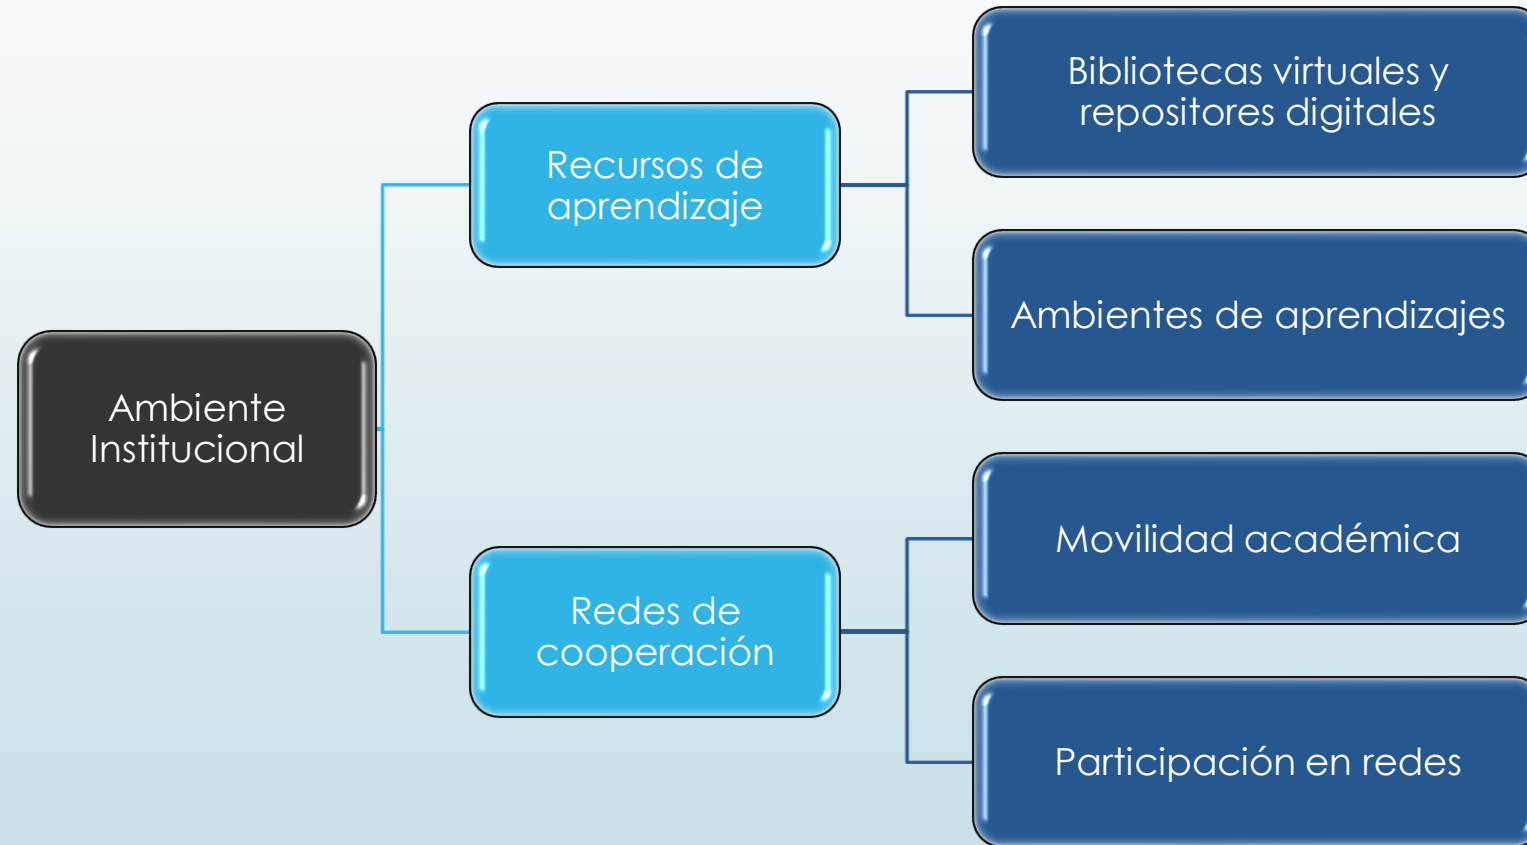 Ambiente
Institucional
Recursos de
aprendizaje
Bibliotecas virtuales y
repositores digitales
Ambientes de aprendizajes
Redes de
cooperación
Movilidad académica
Participación en redes